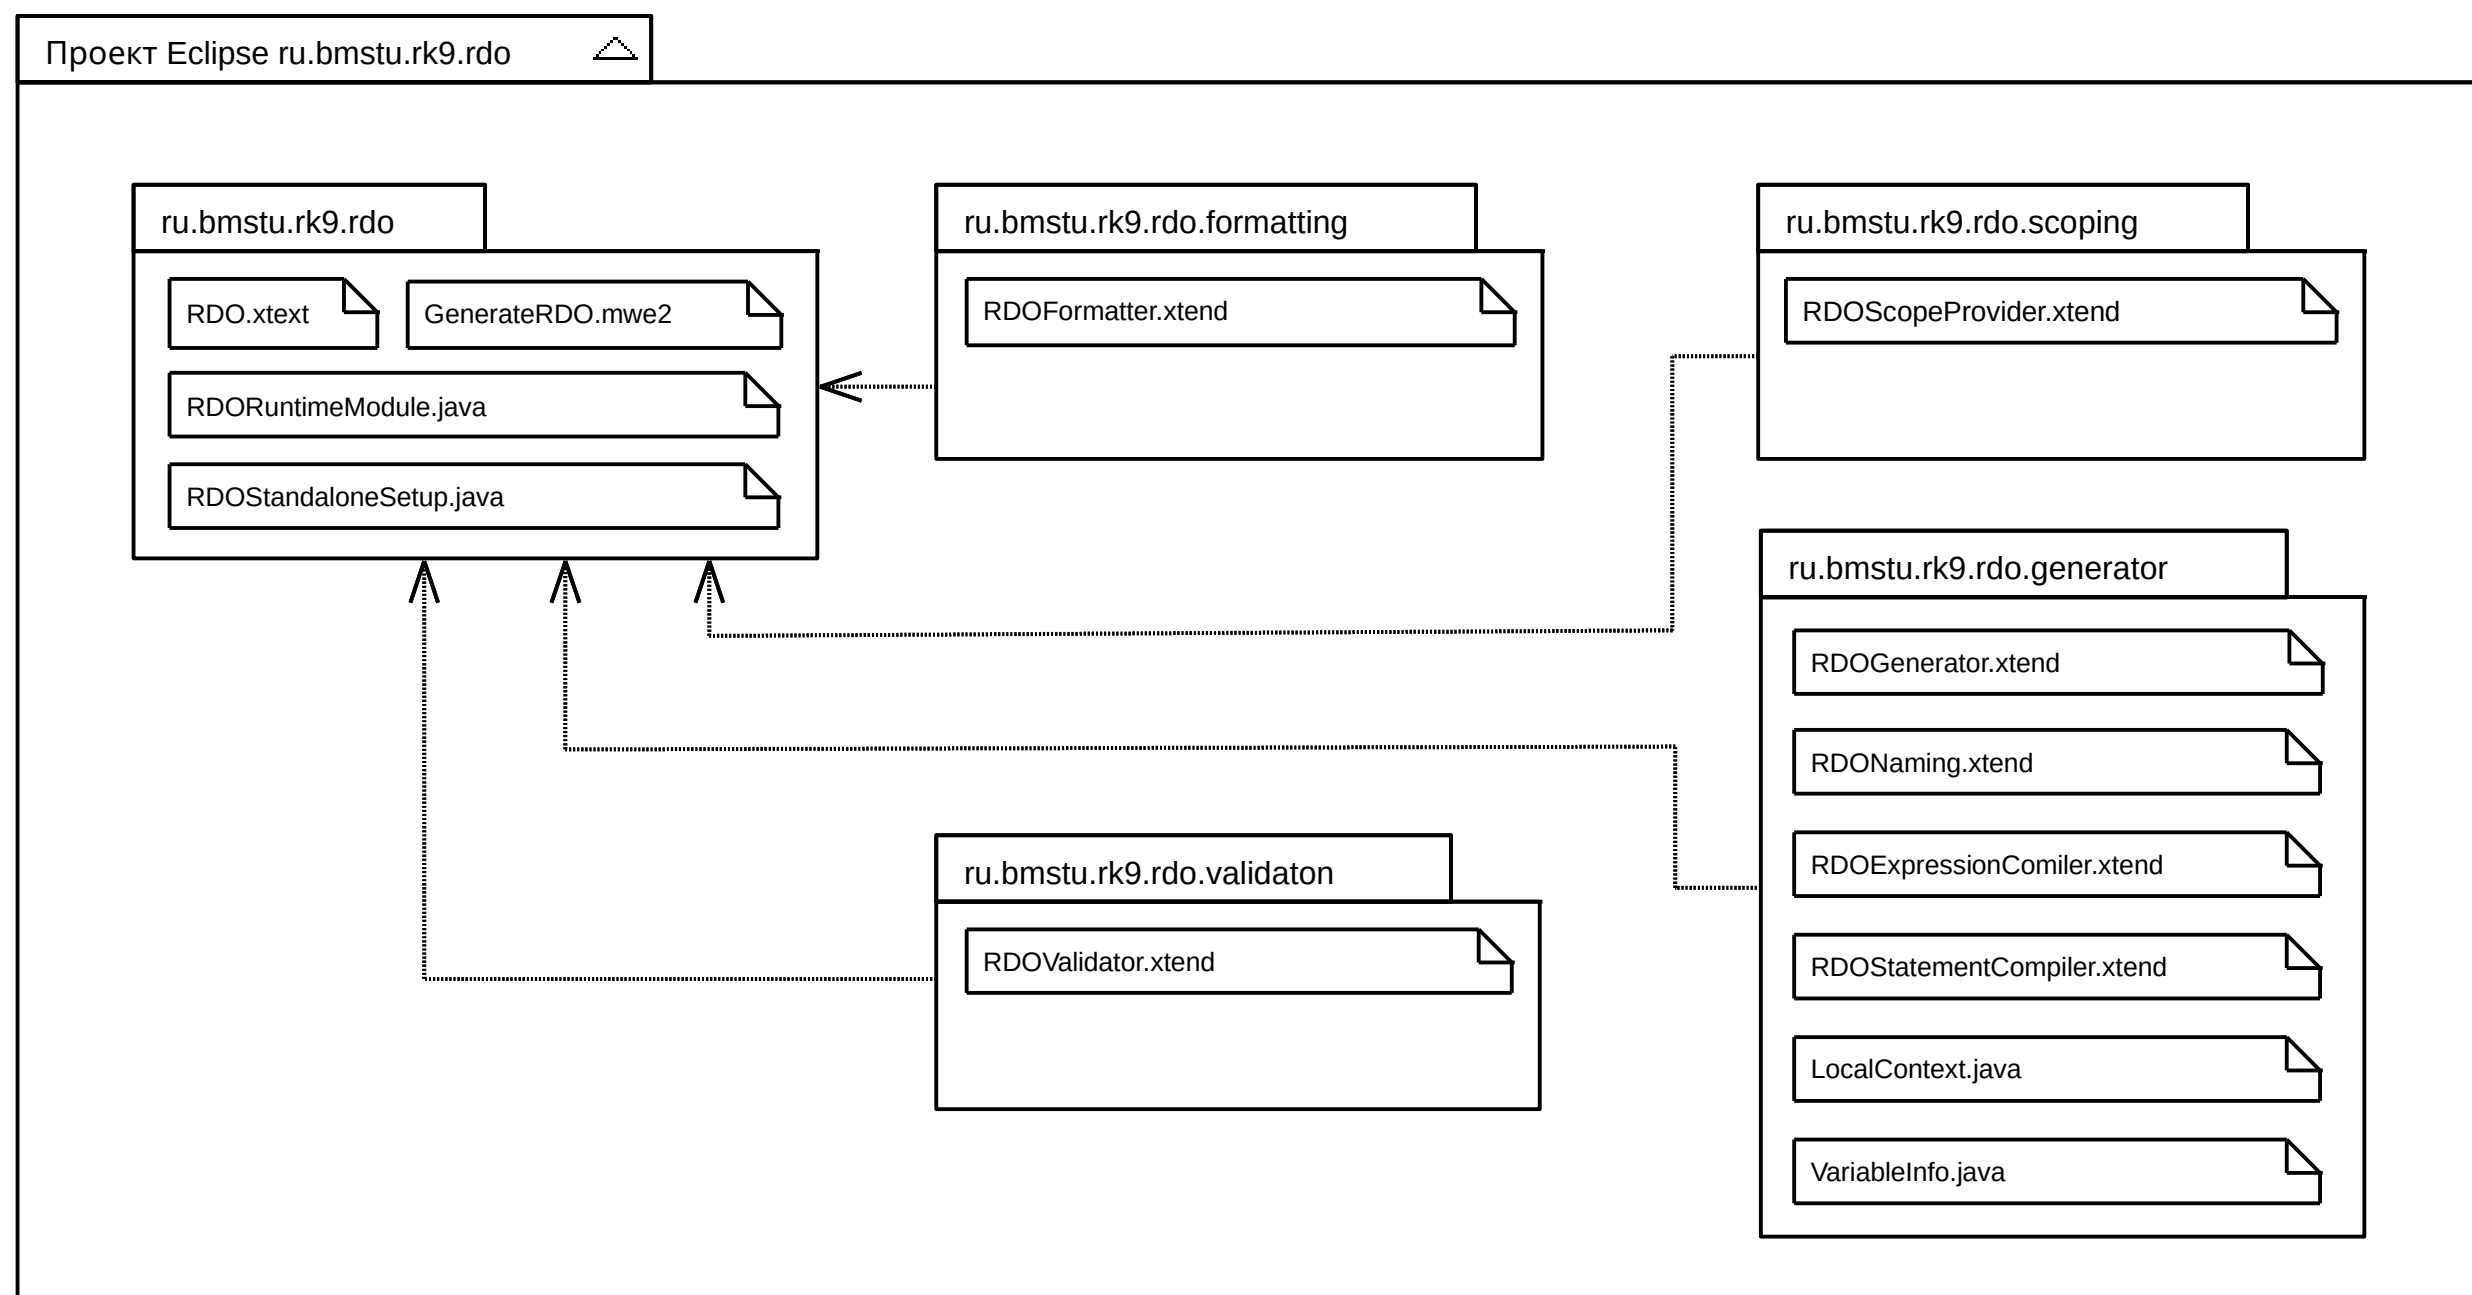 Проект Eclipse ru.bmstu.rk9.rdo
ru.bmstu.rk9.rdo
RDO.xtext
GenerateRDO.mwe2
RDORuntimeModule.java
RDOStandaloneSetup.java
ru.bmstu.rk9.rdo.formatting
RDOFormatter.xtend
ru.bmstu.rk9.rdo.scoping
RDOScopeProvider.xtend
ru.bmstu.rk9.rdo.generator
RDOGenerator.xtend
RDONaming.xtend
RDOExpressionComiler.xtend
RDOStatementCompiler.xtend
LocalContext.java
VariableInfo.java
ru.bmstu.rk9.rdo.validaton
RDOValidator.xtend